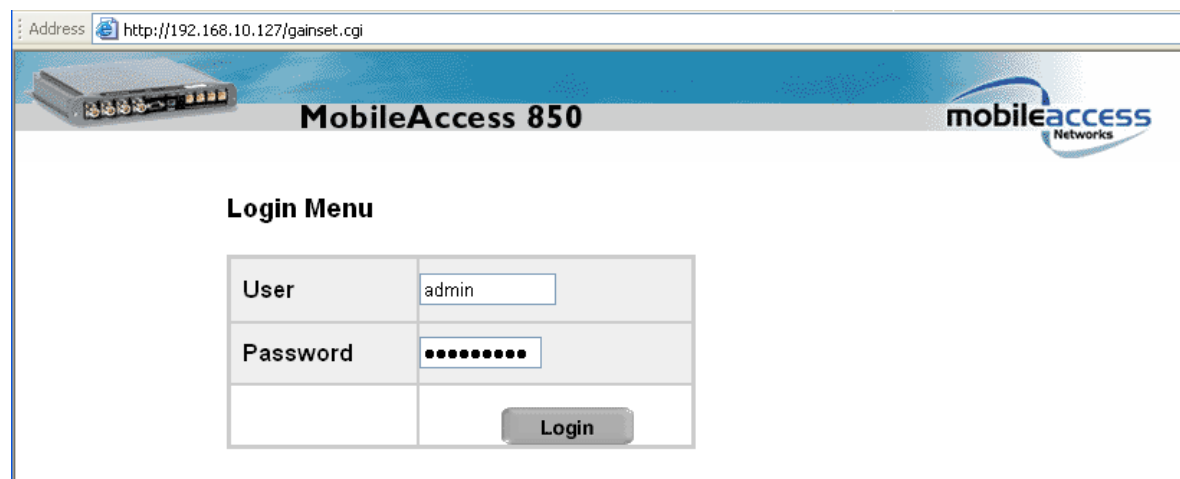 Address http://192.168.10.127/gainset.cgi
MobileAccess 850
mobileaccess
Networks
Login Menu
User admin
Password •••••••••
Login